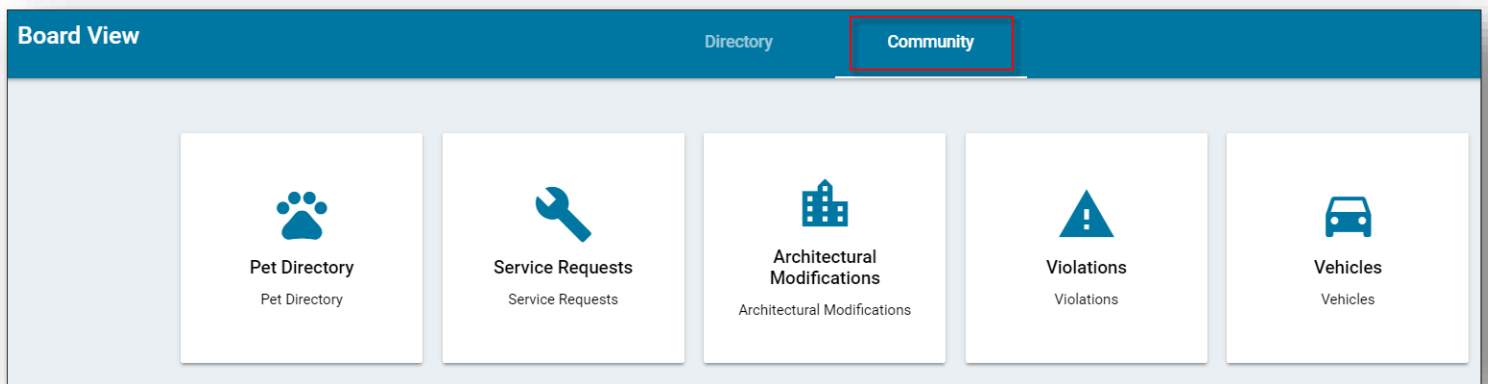 Board View
Directory
Community
Pet Directory
Pet Directory
Service Requests
Service Requests
Architectural
Modifications
Architectural Modifications
Violations
Violations
Vehicles
Vehicles